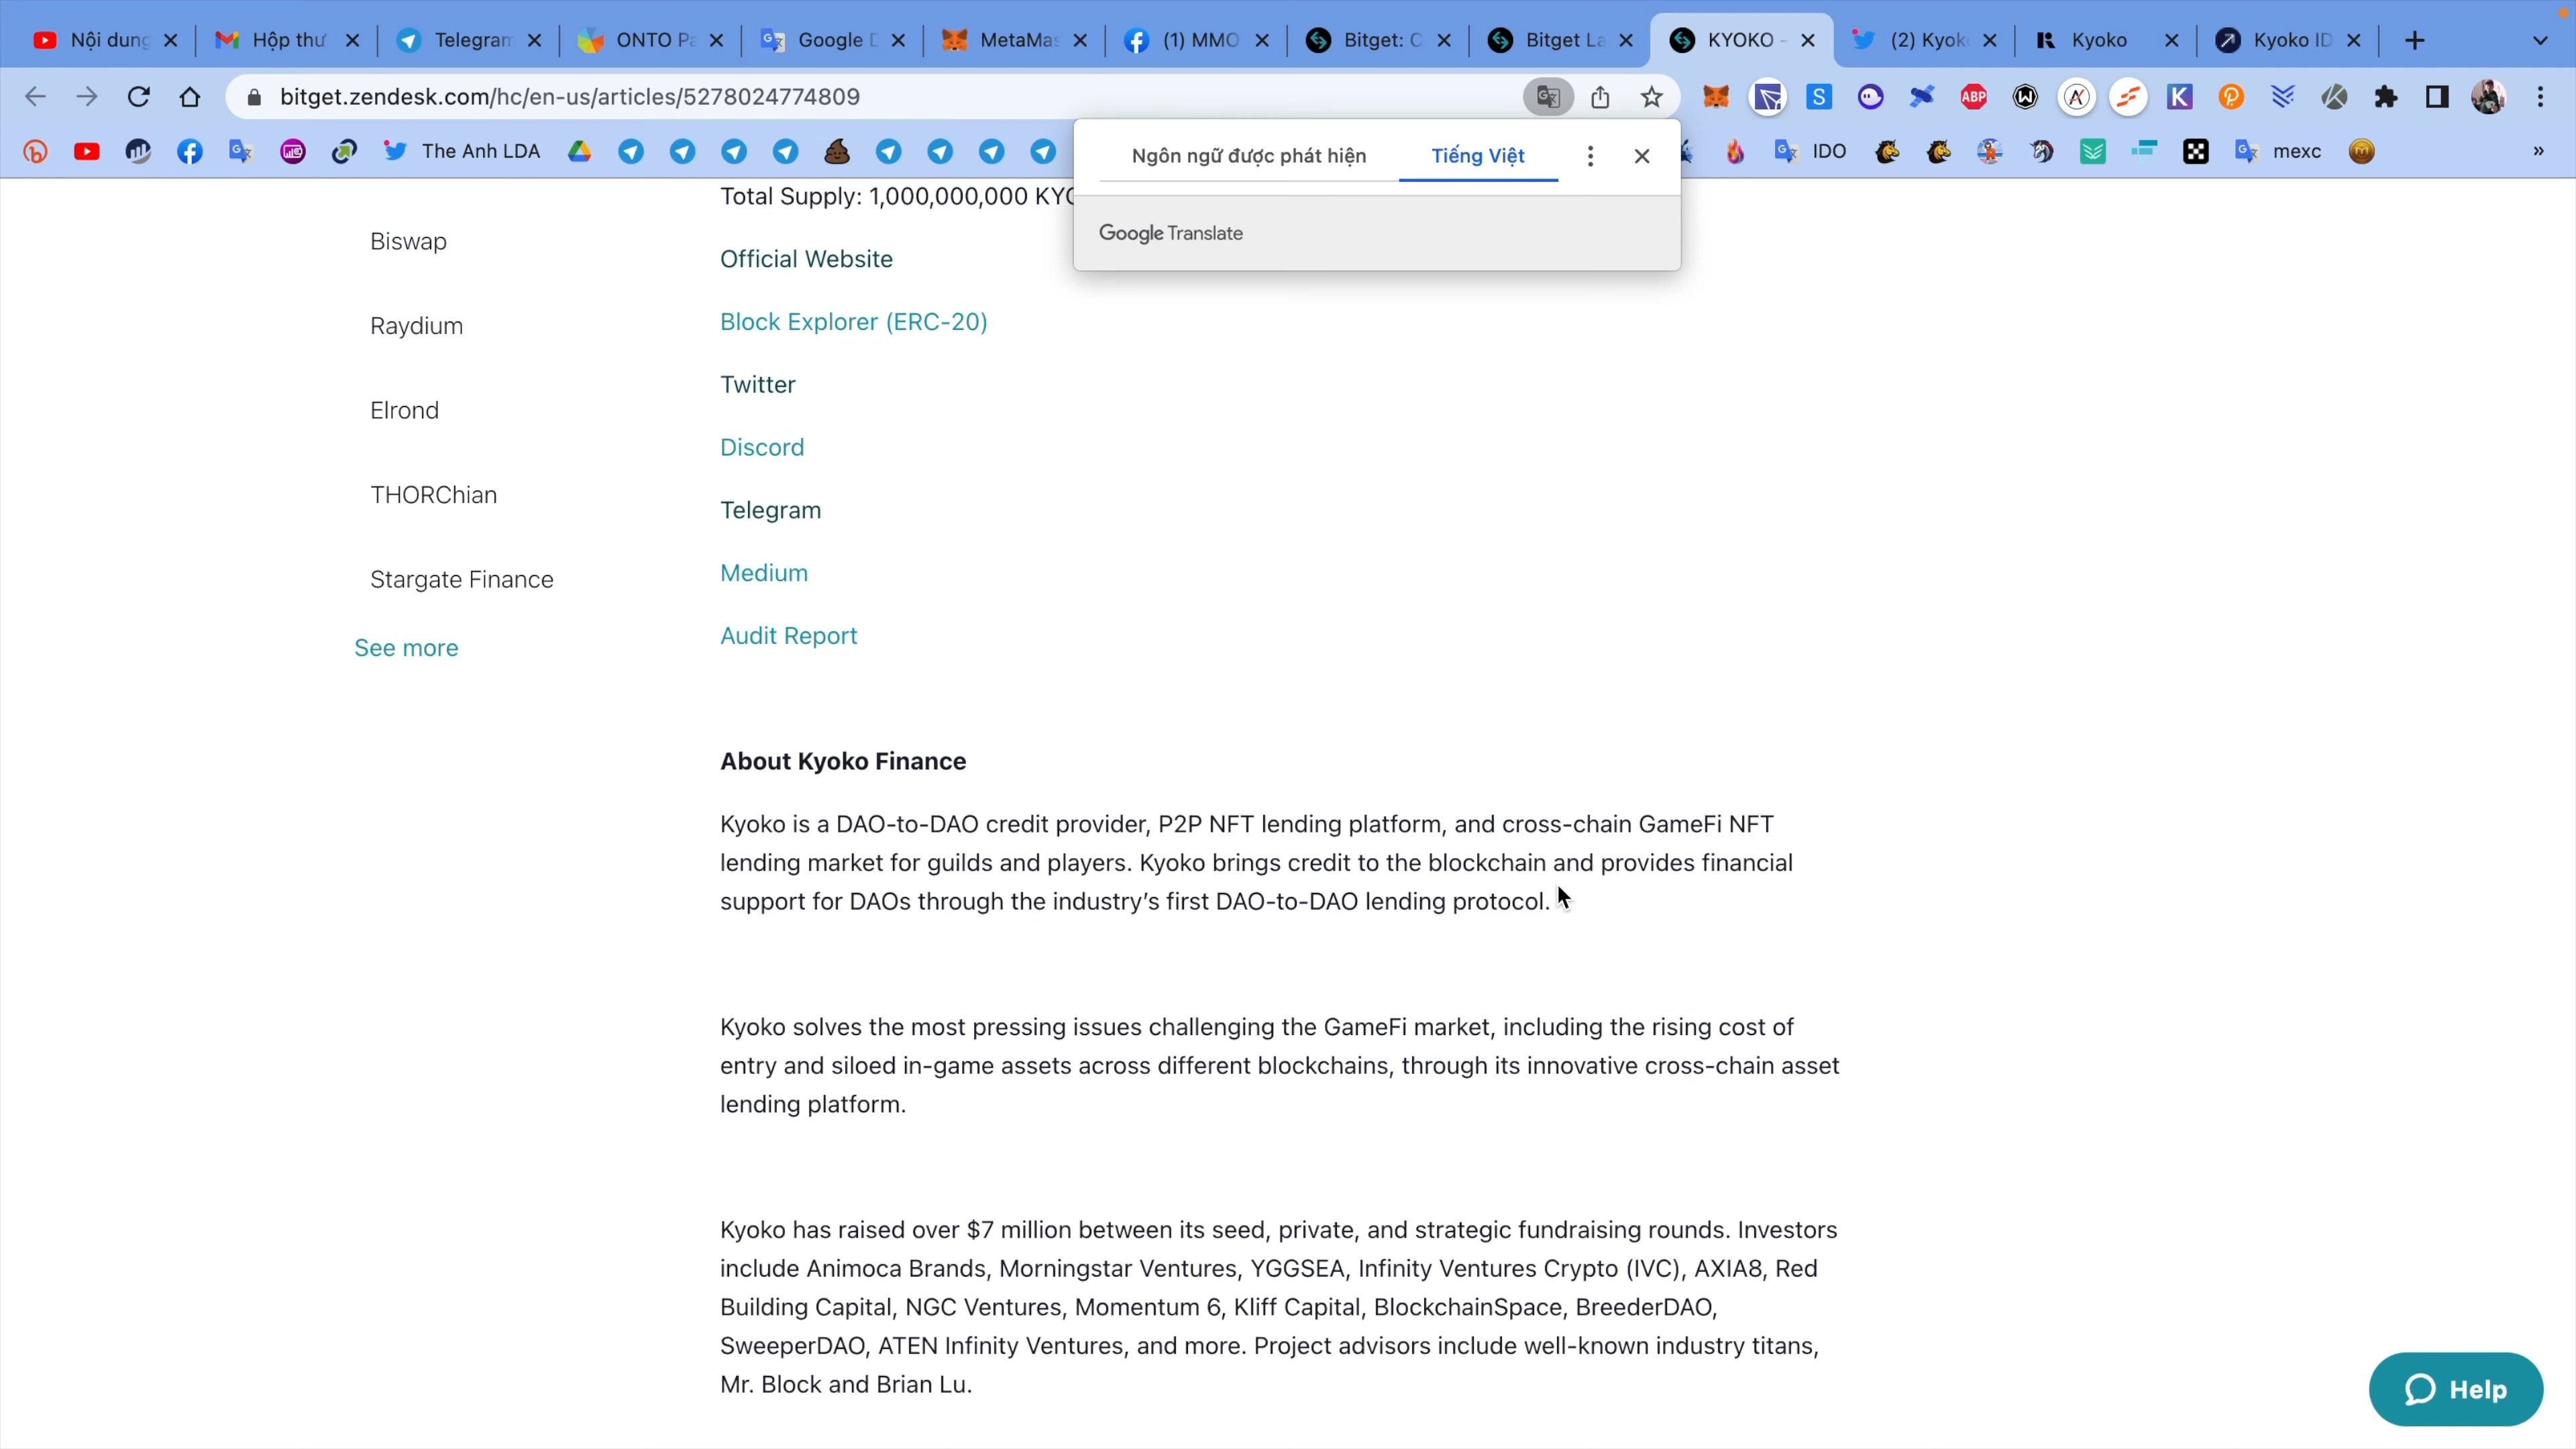 Nội dung
Hộp thư
Telegram
ONTO Pa
Google D
MetaMas
(1) MMO
Bitget: C
Bitget La
KYOKO -
(2) Kyok
Kyoko
Kyoko ID
bitget.zendesk.com/hc/en-us/articles/5278024774809
ABP
The Anh LDA
IDO
mexc
Ngôn ngữ được phát hiện
Tiếng Việt
Google Translate
Total Supply: 1,000,000,000 KYO
Biswap
Official Website
Raydium
Block Explorer (ERC-20)
Twitter
Elrond
Discord
THORChian
Telegram
Medium
Stargate Finance
Audit Report
See more
About Kyoko Finance
Kyoko is a DAO-to-DAO credit provider, P2P NFT lending platform, and cross-chain GameFi NFT
lending market for guilds and players. Kyoko brings credit to the blockchain and provides financial
support for DAOs through the industry’s first DAO-to-DAO lending protocol.
Kyoko solves the most pressing issues challenging the GameFi market, including the rising cost of
entry and siloed in-game assets across different blockchains, through its innovative cross-chain asset
lending platform.
Kyoko has raised over $7 million between its seed, private, and strategic fundraising rounds. Investors
include Animoca Brands, Morningstar Ventures, YGGSEA, Infinity Ventures Crypto (IVC), AXIA8, Red
Building Capital, NGC Ventures, Momentum 6, Kliff Capital, BlockchainSpace, BreederDAO,
SweeperDAO, ATEN Infinity Ventures, and more. Project advisors include well-known industry titans,
Mr. Block and Brian Lu.
Help